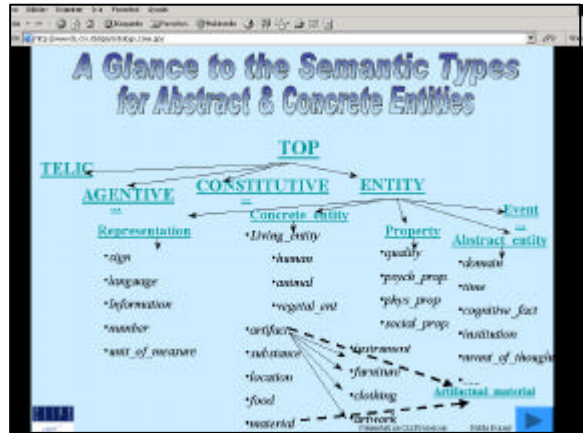 A Glance to the Semantic Types
for Abstract & Concrete Entities
TOP
TELIC
AGENTIVE
...
CONSTITUTIVE
...
ENTITY
Representation
•sign
•language
•Information
•number
•unit_of_measure
Concrete_entity
•Living_entity
•human
•animal
•vegetal_ent
•artifact
•substance
•location
•food
•material
•instrument
•furniture
•clothing
•artwork
Property
•quality
•psych_prop.
•phys_prop
•social_prop.
Event
...
Abstract_entity
•domain
•time
•cognitive_fact
•institution
•mvmt_of_thought
•....
Artifactual_material